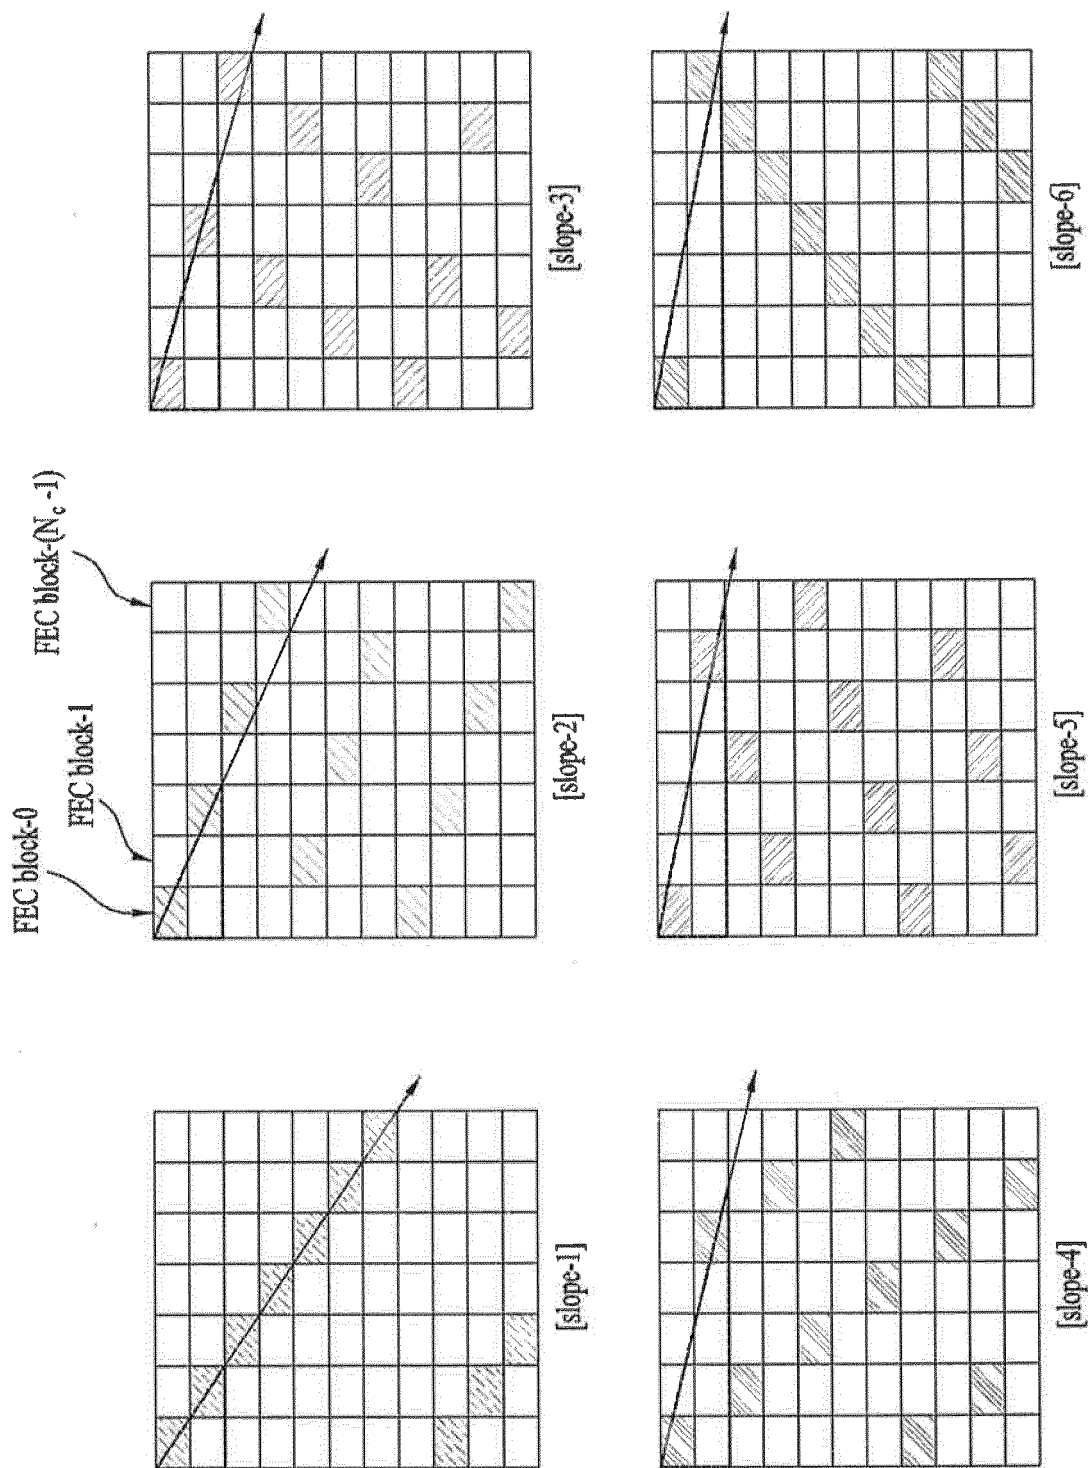 FEC block-0
FEC block-1
FEC block-(Nc -1)
[slope-1]
[slope-2]
[slope-3]
[slope-4]
[slope-5]
[slope-6]